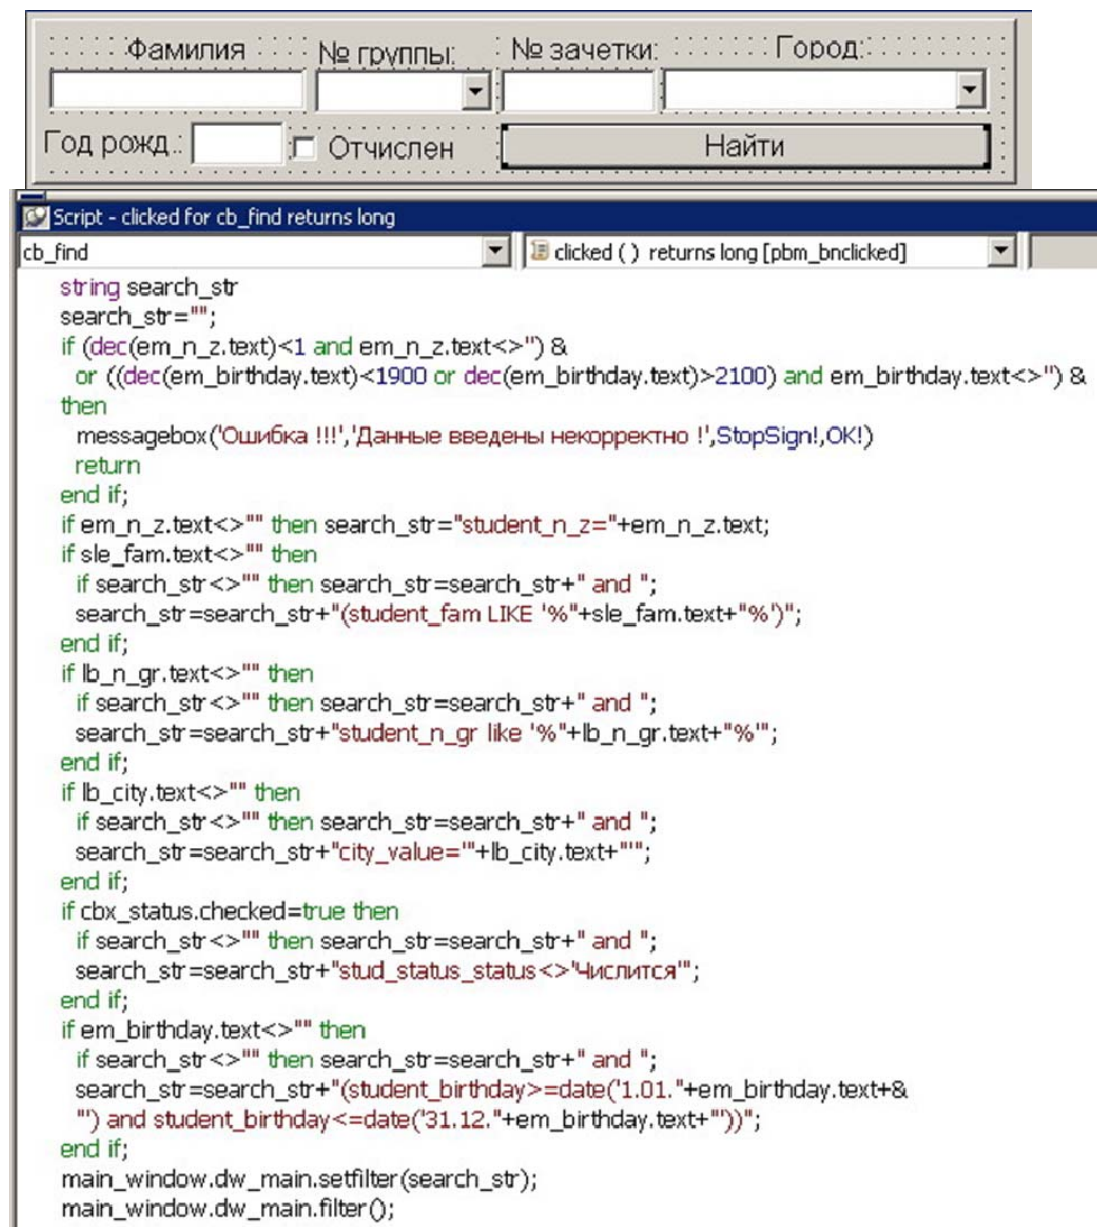 Фамилия № группы: № зачетки: Город:
Год рожд.: Отчислен Найти
Script - clicked for cb_find returns long
cb_find clicked ( ) returns long [pbm_bnclicked]
string search_str
search_str="";
if (dec(em_n_z.text)<1 and em_n_z.text<>'') &
or ((dec(em_birthday.text)<1900 or dec(em_birthday.text)>2100) and em_birthday.text<>'') &
then
messagebox('Ошибка !!!','Данные введены некорректно !',StopSign!,OK!)
return
end if;
if em_n_z.text<>"" then search_str="student_n_z="+em_n_z.text;
if sle_fam.text<>"" then
if search_str<>"" then search_str=search_str+" and ";
search_str=search_str+"(student_fam LIKE '%"+sle_fam.text+"%')";
end if;
if lb_n_gr.text<>"" then
if search_str<>"" then search_str=search_str+" and ";
search_str=search_str+"student_n_gr like '%"+lb_n_gr.text+"%'";
end if;
if lb_city.text<>"" then
if search_str<>"" then search_str=search_str+" and ";
search_str=search_str+"city_value='"+lb_city.text+"'";
end if;
if cbx_status.checked=true then
if search_str<>"" then search_str=search_str+" and ";
search_str=search_str+"stud_status_status<>'Числится'";
end if;
if em_birthday.text<>"" then
if search_str<>"" then search_str=search_str+" and ";
search_str=search_str+"(student_birthday>=date('1.01."+em_birthday.text+&
"') and student_birthday<=date('31.12."+em_birthday.text+"'))";
end if;
main_window.dw_main.setfilter(search_str);
main_window.dw_main.filter();